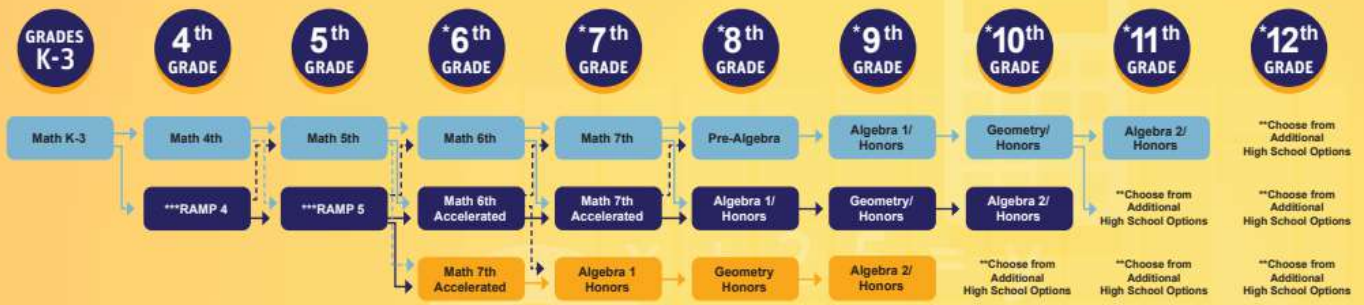 GRADES
K-3
4th
GRADE
5th
GRADE
*6th
GRADE
*7th
GRADE
*8th
GRADE
*9th
GRADE
*10th
GRADE
*11th
GRADE
*12th
GRADE
Math K-3
Math 4th
Math 5th
Math 6th
Math 7th
Pre-Algebra
Algebra 1/
Honors
Geometry/
Honors
Algebra 2/
Honors
**Choose from
Additional
High School Options
***RAMP 4
***RAMP 5
Math 6th
Accelerated
Math 7th
Accelerated
Algebra 1/
Honors
Geometry/
Honors
Algebra 2/
Honors
**Choose from
Additional
High School Options
**Choose from
Additional
High School Options
Math 7th
Accelerated
Algebra 1
Honors
Geometry
Honors
Algebra 2/
Honors
**Choose from
Additional
High School Options
**Choose from
Additional
High School Options
**Choose from
Additional
High School Options